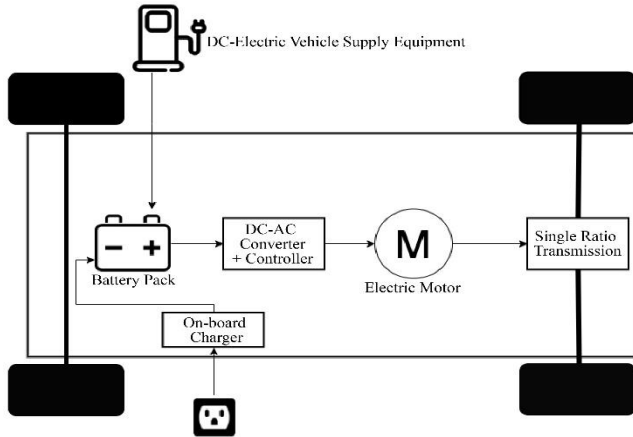 DC-Electric Vehicle Supply Equipment
DC-AC
Converter
+ Controller
M
Single Ratio
Transmission
Battery Pack
Electric Motor
On-board
Charger